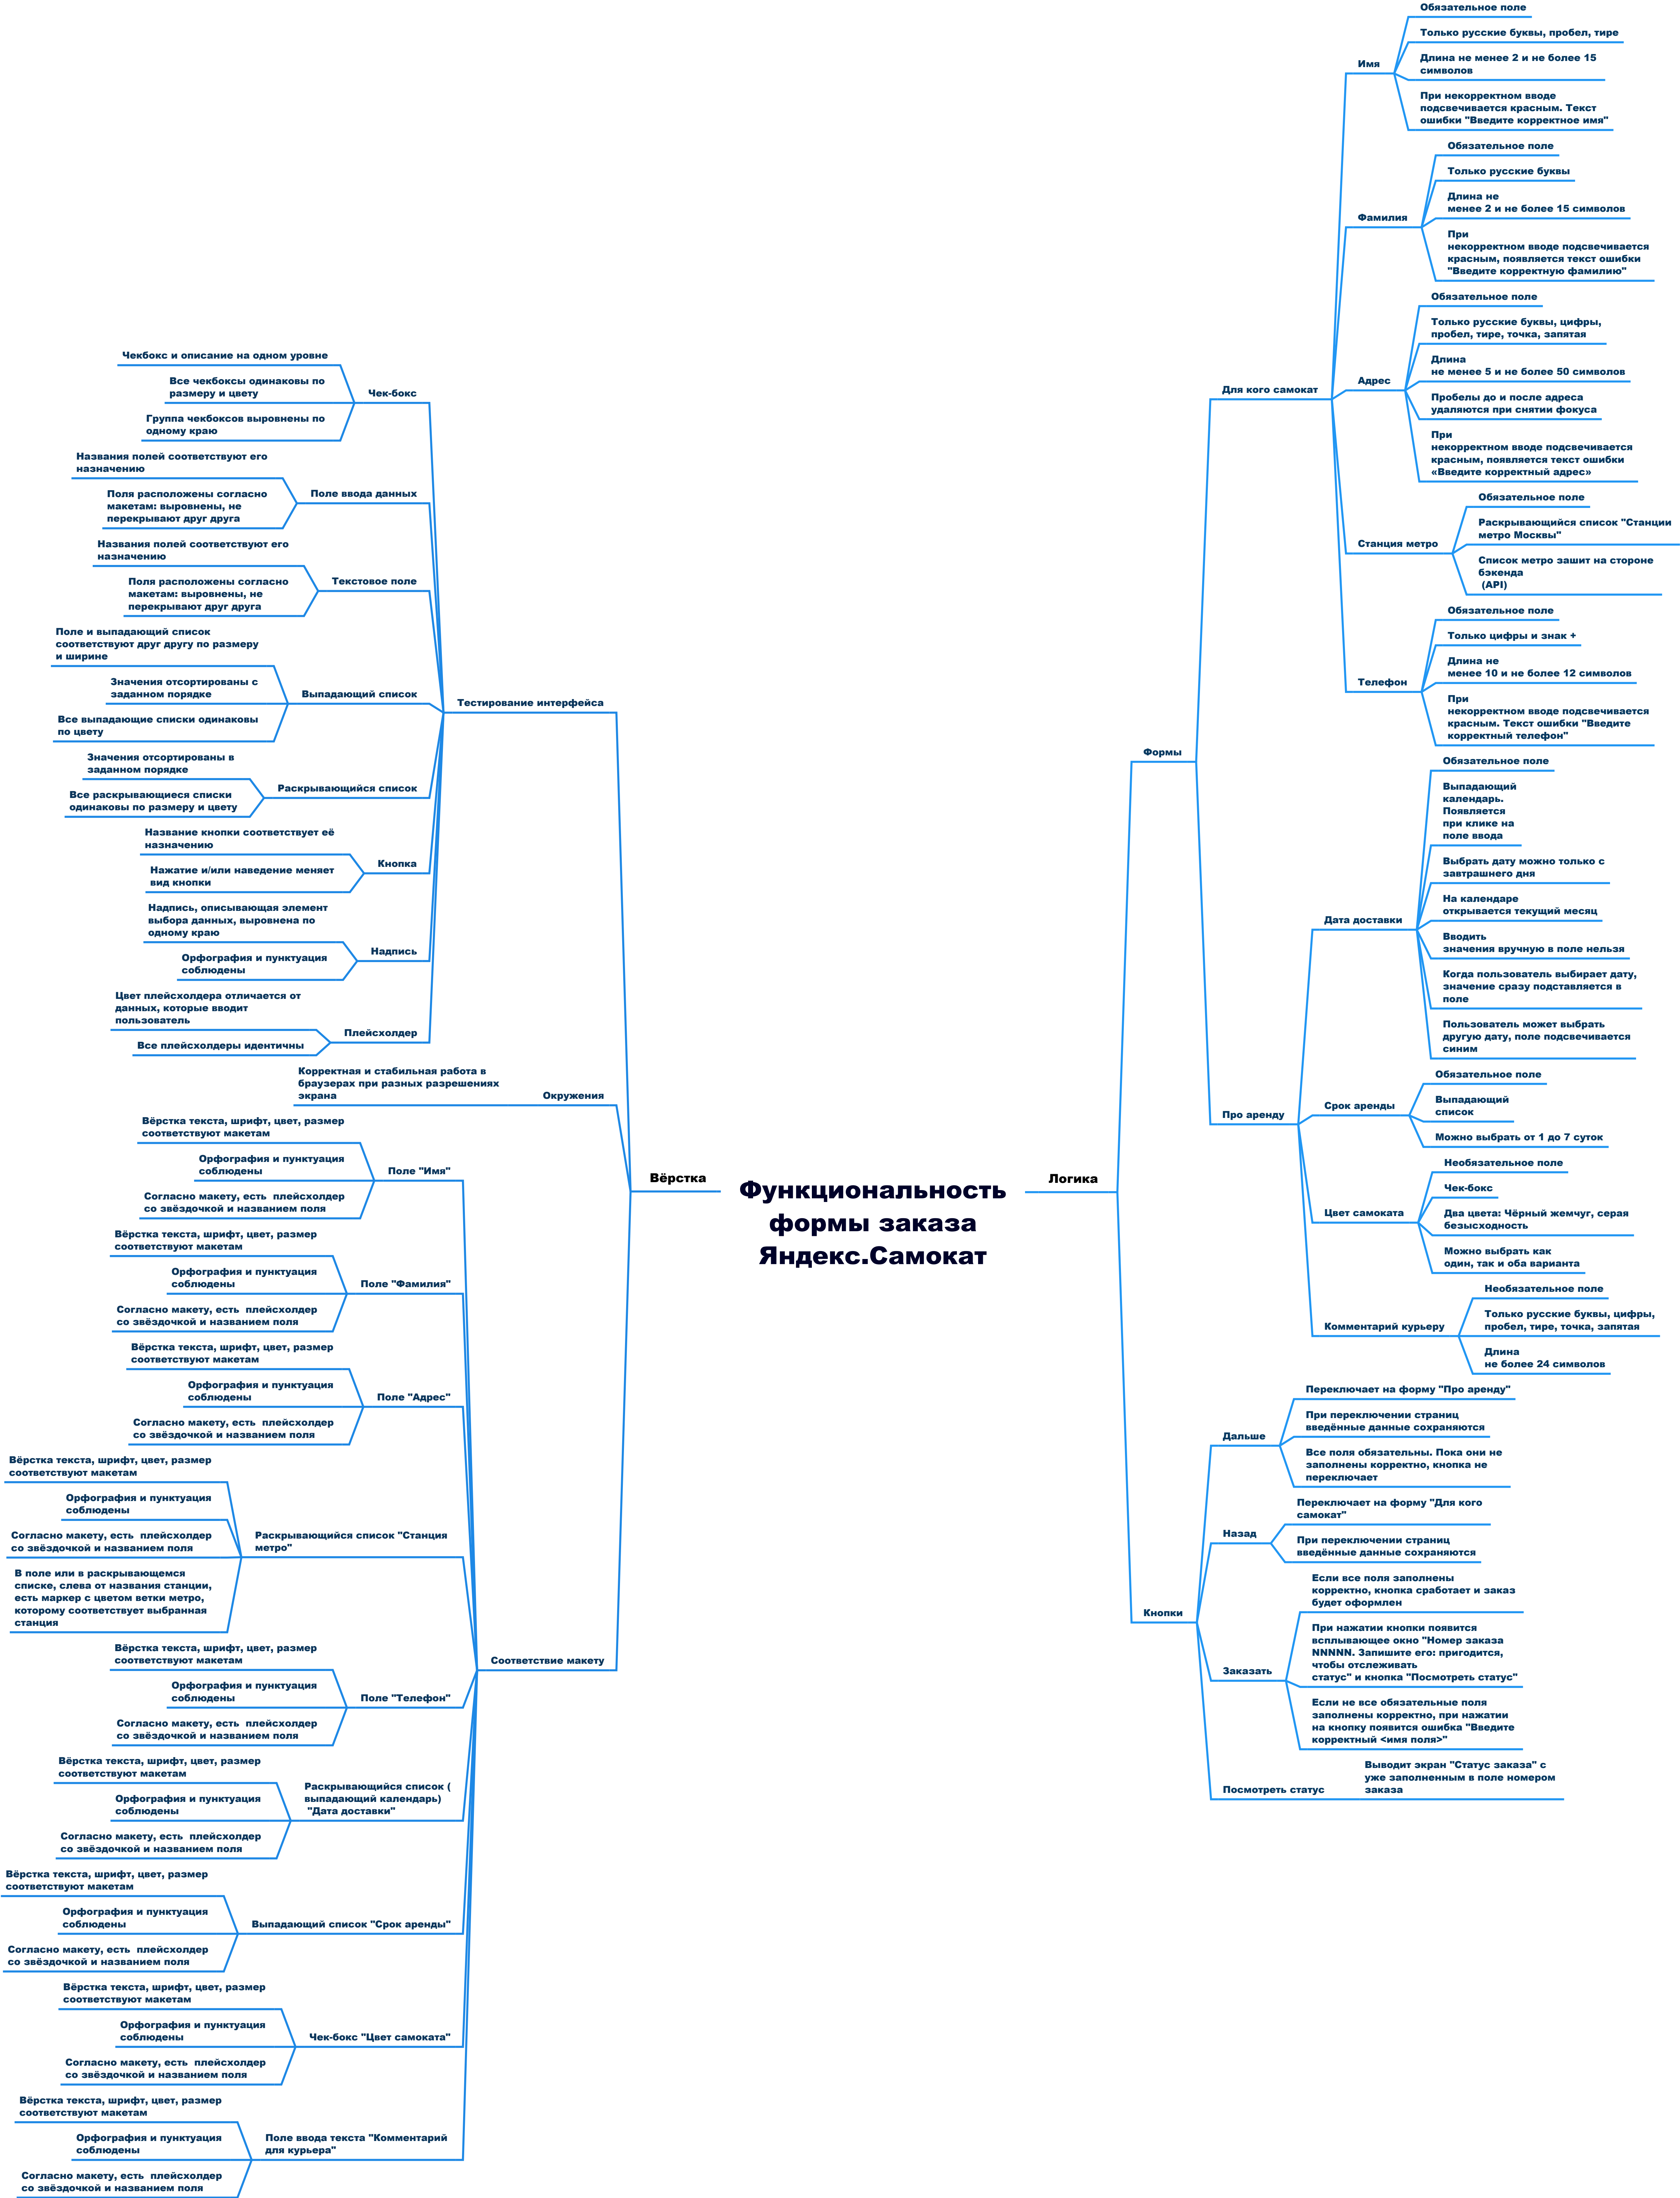 Функциональность
формы заказа
Яндекс.Самокат
Вёрстка
Тестирование интерфейса
Чек-бокс
Чекбокс и описание на одном уровне
Все чекбоксы одинаковы по
размеру и цвету
Группа чекбоксов выровнены по
одному краю
Поле ввода данных
Названия полей соответствуют его
назначению
Поля расположены согласно
макетам: выровнены, не
перекрывают друг друга
Текстовое поле
Названия полей соответствуют его
назначению
Поля расположены согласно
макетам: выровнены, не
перекрывают друг друга
Выпадающий список
Поле и выпадающий список
соответствуют друг другу по размеру
и ширине
Значения отсортированы с
заданном порядке
Все выпадающие списки одинаковы
по цвету
Раскрывающийся список
Значения отсортированы в
заданном порядке
Все раскрывающиеся списки
одинаковы по размеру и цвету
Кнопка
Название кнопки соответствует её
назначению
Нажатие и/или наведение меняет
вид кнопки
Надпись
Надпись, описывающая элемент
выбора данных, выровнена по
одному краю
Орфография и пунктуация
соблюдены
Плейсхолдер
Цвет плейсхолдера отличается от
данных, которые вводит
пользователь
Все плейсхолдеры идентичны
Окружения
Корректная и стабильная работа в
браузерах при разных разрешениях
экрана
Соответствие макету
Поле "Имя"
Вёрстка текста, шрифт, цвет, размер
соответствуют макетам
Орфография и пунктуация
соблюдены
Согласно макету, есть  плейсхолдер
со звёздочкой и названием поля
Поле "Фамилия"
Вёрстка текста, шрифт, цвет, размер
соответствуют макетам
Орфография и пунктуация
соблюдены
Согласно макету, есть  плейсхолдер
со звёздочкой и названием поля
Поле "Адрес"
Вёрстка текста, шрифт, цвет, размер
соответствуют макетам
Орфография и пунктуация
соблюдены
Согласно макету, есть  плейсхолдер
со звёздочкой и названием поля
Раскрывающийся список "Станция
метро"
Вёрстка текста, шрифт, цвет, размер
соответствуют макетам
Орфография и пунктуация
соблюдены
Согласно макету, есть  плейсхолдер
со звёздочкой и названием поля
В поле или в раскрывающемся
списке, слева от названия станции,
есть маркер с цветом ветки метро,
которому соответствует выбранная
станция
Поле "Телефон"
Вёрстка текста, шрифт, цвет, размер
соответствуют макетам
Орфография и пунктуация
соблюдены
Согласно макету, есть  плейсхолдер
со звёздочкой и названием поля
Раскрывающийся список (
выпадающий календарь)
"Дата доставки"
Вёрстка текста, шрифт, цвет, размер
соответствуют макетам
Орфография и пунктуация
соблюдены
Согласно макету, есть  плейсхолдер
со звёздочкой и названием поля
Выпадающий список "Срок аренды"
Вёрстка текста, шрифт, цвет, размер
соответствуют макетам
Орфография и пунктуация
соблюдены
Согласно макету, есть  плейсхолдер
со звёздочкой и названием поля
Чек-бокс "Цвет самоката"
Вёрстка текста, шрифт, цвет, размер
соответствуют макетам
Орфография и пунктуация
соблюдены
Согласно макету, есть  плейсхолдер
со звёздочкой и названием поля
Поле ввода текста "Комментарий
для курьера"
Вёрстка текста, шрифт, цвет, размер
соответствуют макетам
Орфография и пунктуация
соблюдены
Согласно макету, есть  плейсхолдер
со звёздочкой и названием поля
Логика
Формы
Для кого самокат
Имя
Обязательное поле
Только русские буквы, пробел, тире
Длина не менее 2 и не более 15
символов
При некорректном вводе
подсвечивается красным. Текст
ошибки "Введите корректное имя"
Фамилия
Обязательное поле
Только русские буквы
Длина не
менее 2 и не более 15 символов
При
некорректном вводе подсвечивается
красным, появляется текст ошибки
"Введите корректную фамилию"
Адрес
Обязательное поле
Только русские буквы, цифры,
пробел, тире, точка, запятая
Длина
не менее 5 и не более 50 символов
Пробелы до и после адреса
удаляются при снятии фокуса
При
некорректном вводе подсвечивается
красным, появляется текст ошибки
«Введите корректный адрес»
Станция метро
Обязательное поле
Раскрывающийся список "Станции
метро Москвы"
Список метро зашит на стороне
бэкенда
(API)
Телефон
Обязательное поле
Только цифры и знак +
Длина не
менее 10 и не более 12 символов
При
некорректном вводе подсвечивается
красным. Текст ошибки "Введите
корректный телефон"
Про аренду
Дата доставки
Обязательное поле
Выпадающий
календарь.
Появляется
при клике на
поле ввода
Выбрать дату можно только с
завтрашнего дня
На календаре
открывается текущий месяц
Вводить
значения вручную в поле нельзя
Когда пользователь выбирает дату,
значение сразу подставляется в
поле
Пользователь может выбрать
другую дату, поле подсвечивается
синим
Срок аренды
Обязательное поле
Выпадающий
список
Можно выбрать от 1 до 7 суток
Цвет самоката
Необязательное поле
Чек-бокс
Два цвета: Чёрный жемчуг, серая
безысходность
Можно выбрать как
один, так и оба варианта
Комментарий курьеру
Необязательное поле
Только русские буквы, цифры,
пробел, тире, точка, запятая
Длина
не более 24 символов
Кнопки
Дальше
Переключает на форму "Про аренду"
При переключении страниц
введённые данные сохраняются
Все поля обязательны. Пока они не
заполнены корректно, кнопка не
переключает
Назад
Переключает на форму "Для кого
самокат"
При переключении страниц
введённые данные сохраняются
Заказать
Если все поля заполнены
корректно, кнопка сработает и заказ
будет оформлен
При нажатии кнопки появится
всплывающее окно "Номер заказа
NNNNN. Запишите его: пригодится,
чтобы отслеживать
статус" и кнопка "Посмотреть статус"
Если не все обязательные поля
заполнены корректно, при нажатии
на кнопку появится ошибка "Введите
корректный <имя поля>"
Посмотреть статус
Выводит экран "Статус заказа" с
уже заполненным в поле номером
заказа